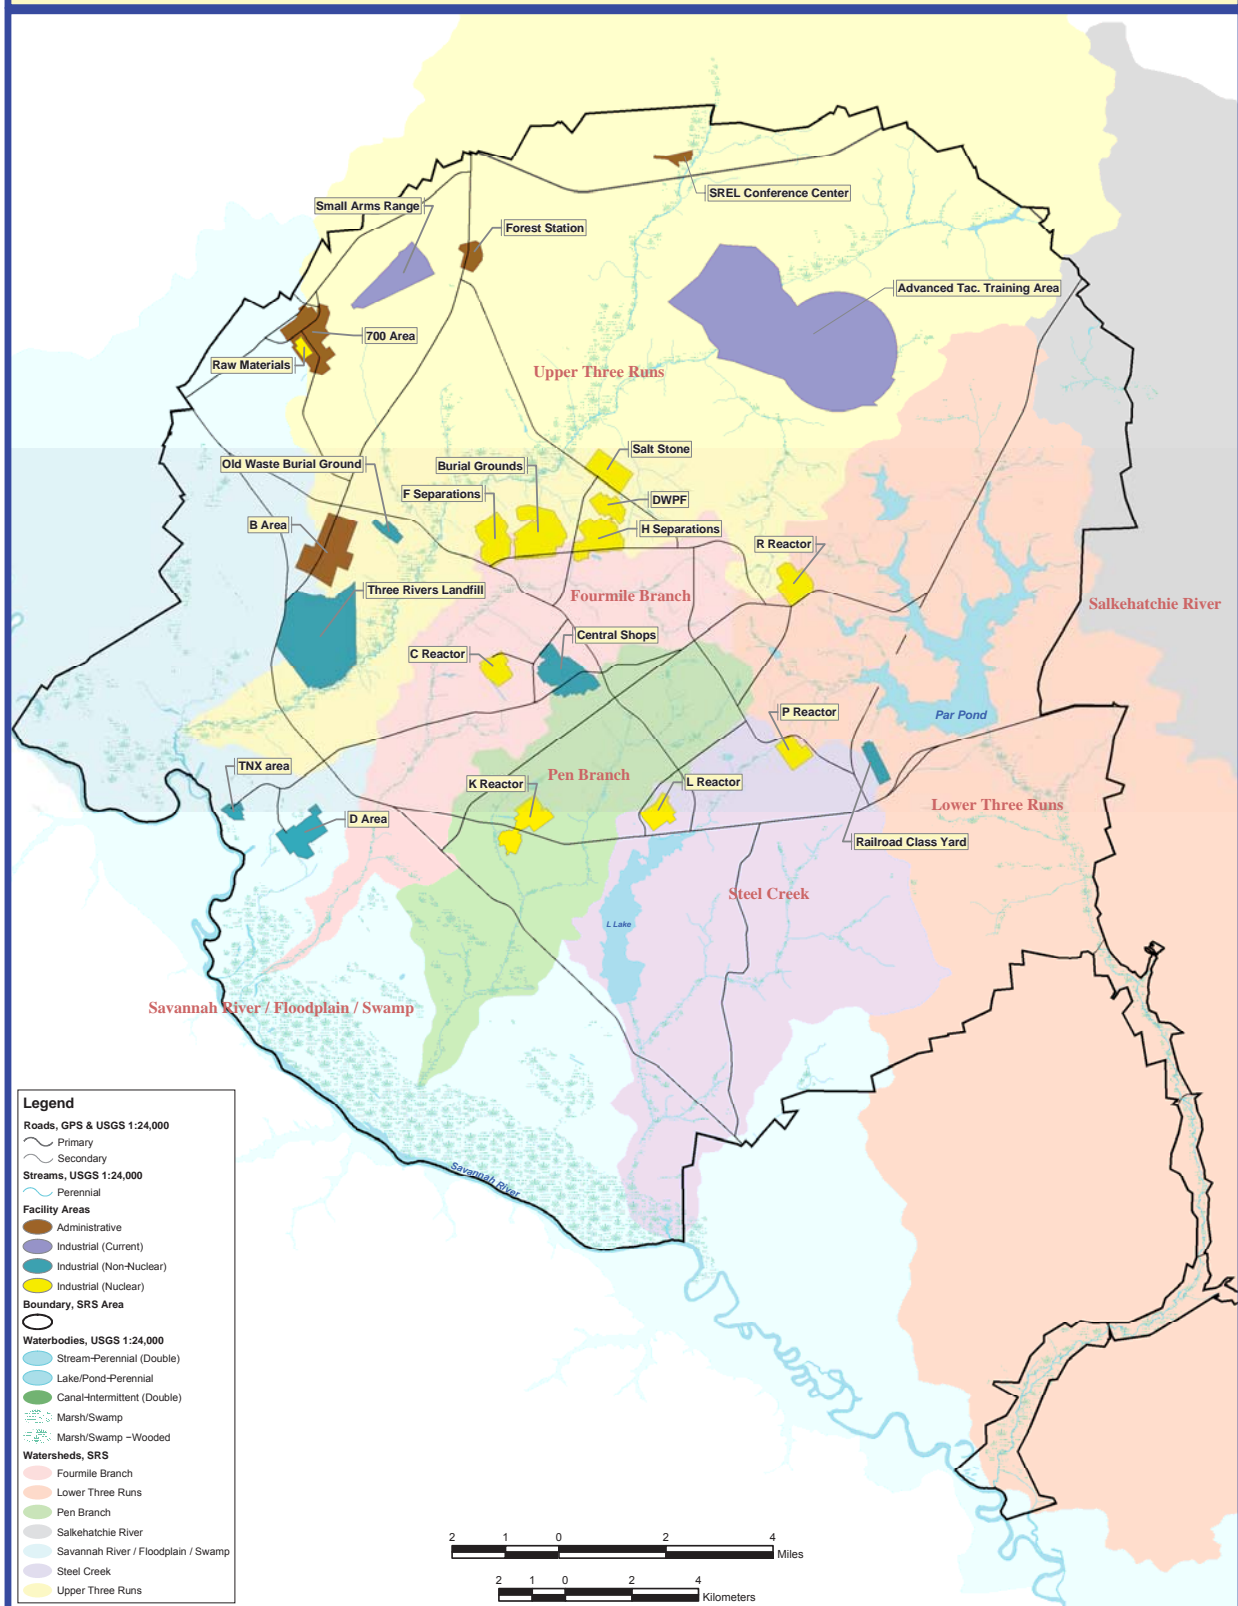 SREL Conference Center
Small Arms Range
Forest Station
Advanced Tac. Training Area
700 Area
Raw Materials
Upper Three Runs
Salt Stone
Old Waste Burial Ground
Burial Grounds
F Separations
DWPF
B Area
H Separations
R Reactor
Three Rivers Landfill
Fourmile Branch
Salkehatchie River
Central Shops
C Reactor
P Reactor
Par Pond
TNX area
Pen Branch
K Reactor
L Reactor
Lower Three Runs
D Area
Railroad Class Yard
Steel Creek
L Lake
Savannah River / Floodplain / Swamp
Savannah River
Legend
Roads, GPS & USGS 1:24,000
Primary
Secondary
Streams, USGS 1:24,000
Perennial
Facility Areas
Administrative
Industrial (Current)
Industrial (Non-Nuclear)
Industrial (Nuclear)
Boundary, SRS Area
Waterbodies, USGS 1:24,000
Stream-Perennial (Double)
Lake/Pond-Perennial
Canal-Intermittent (Double)
Marsh/Swamp
Marsh/Swamp -Wooded
Watersheds, SRS
Fourmile Branch
Lower Three Runs
Pen Branch
Salkehatchie River
Savannah River / Floodplain / Swamp
Steel Creek
Upper Three Runs
2 1 0 2 4
Miles
2 1 0 2 4
Kilometers